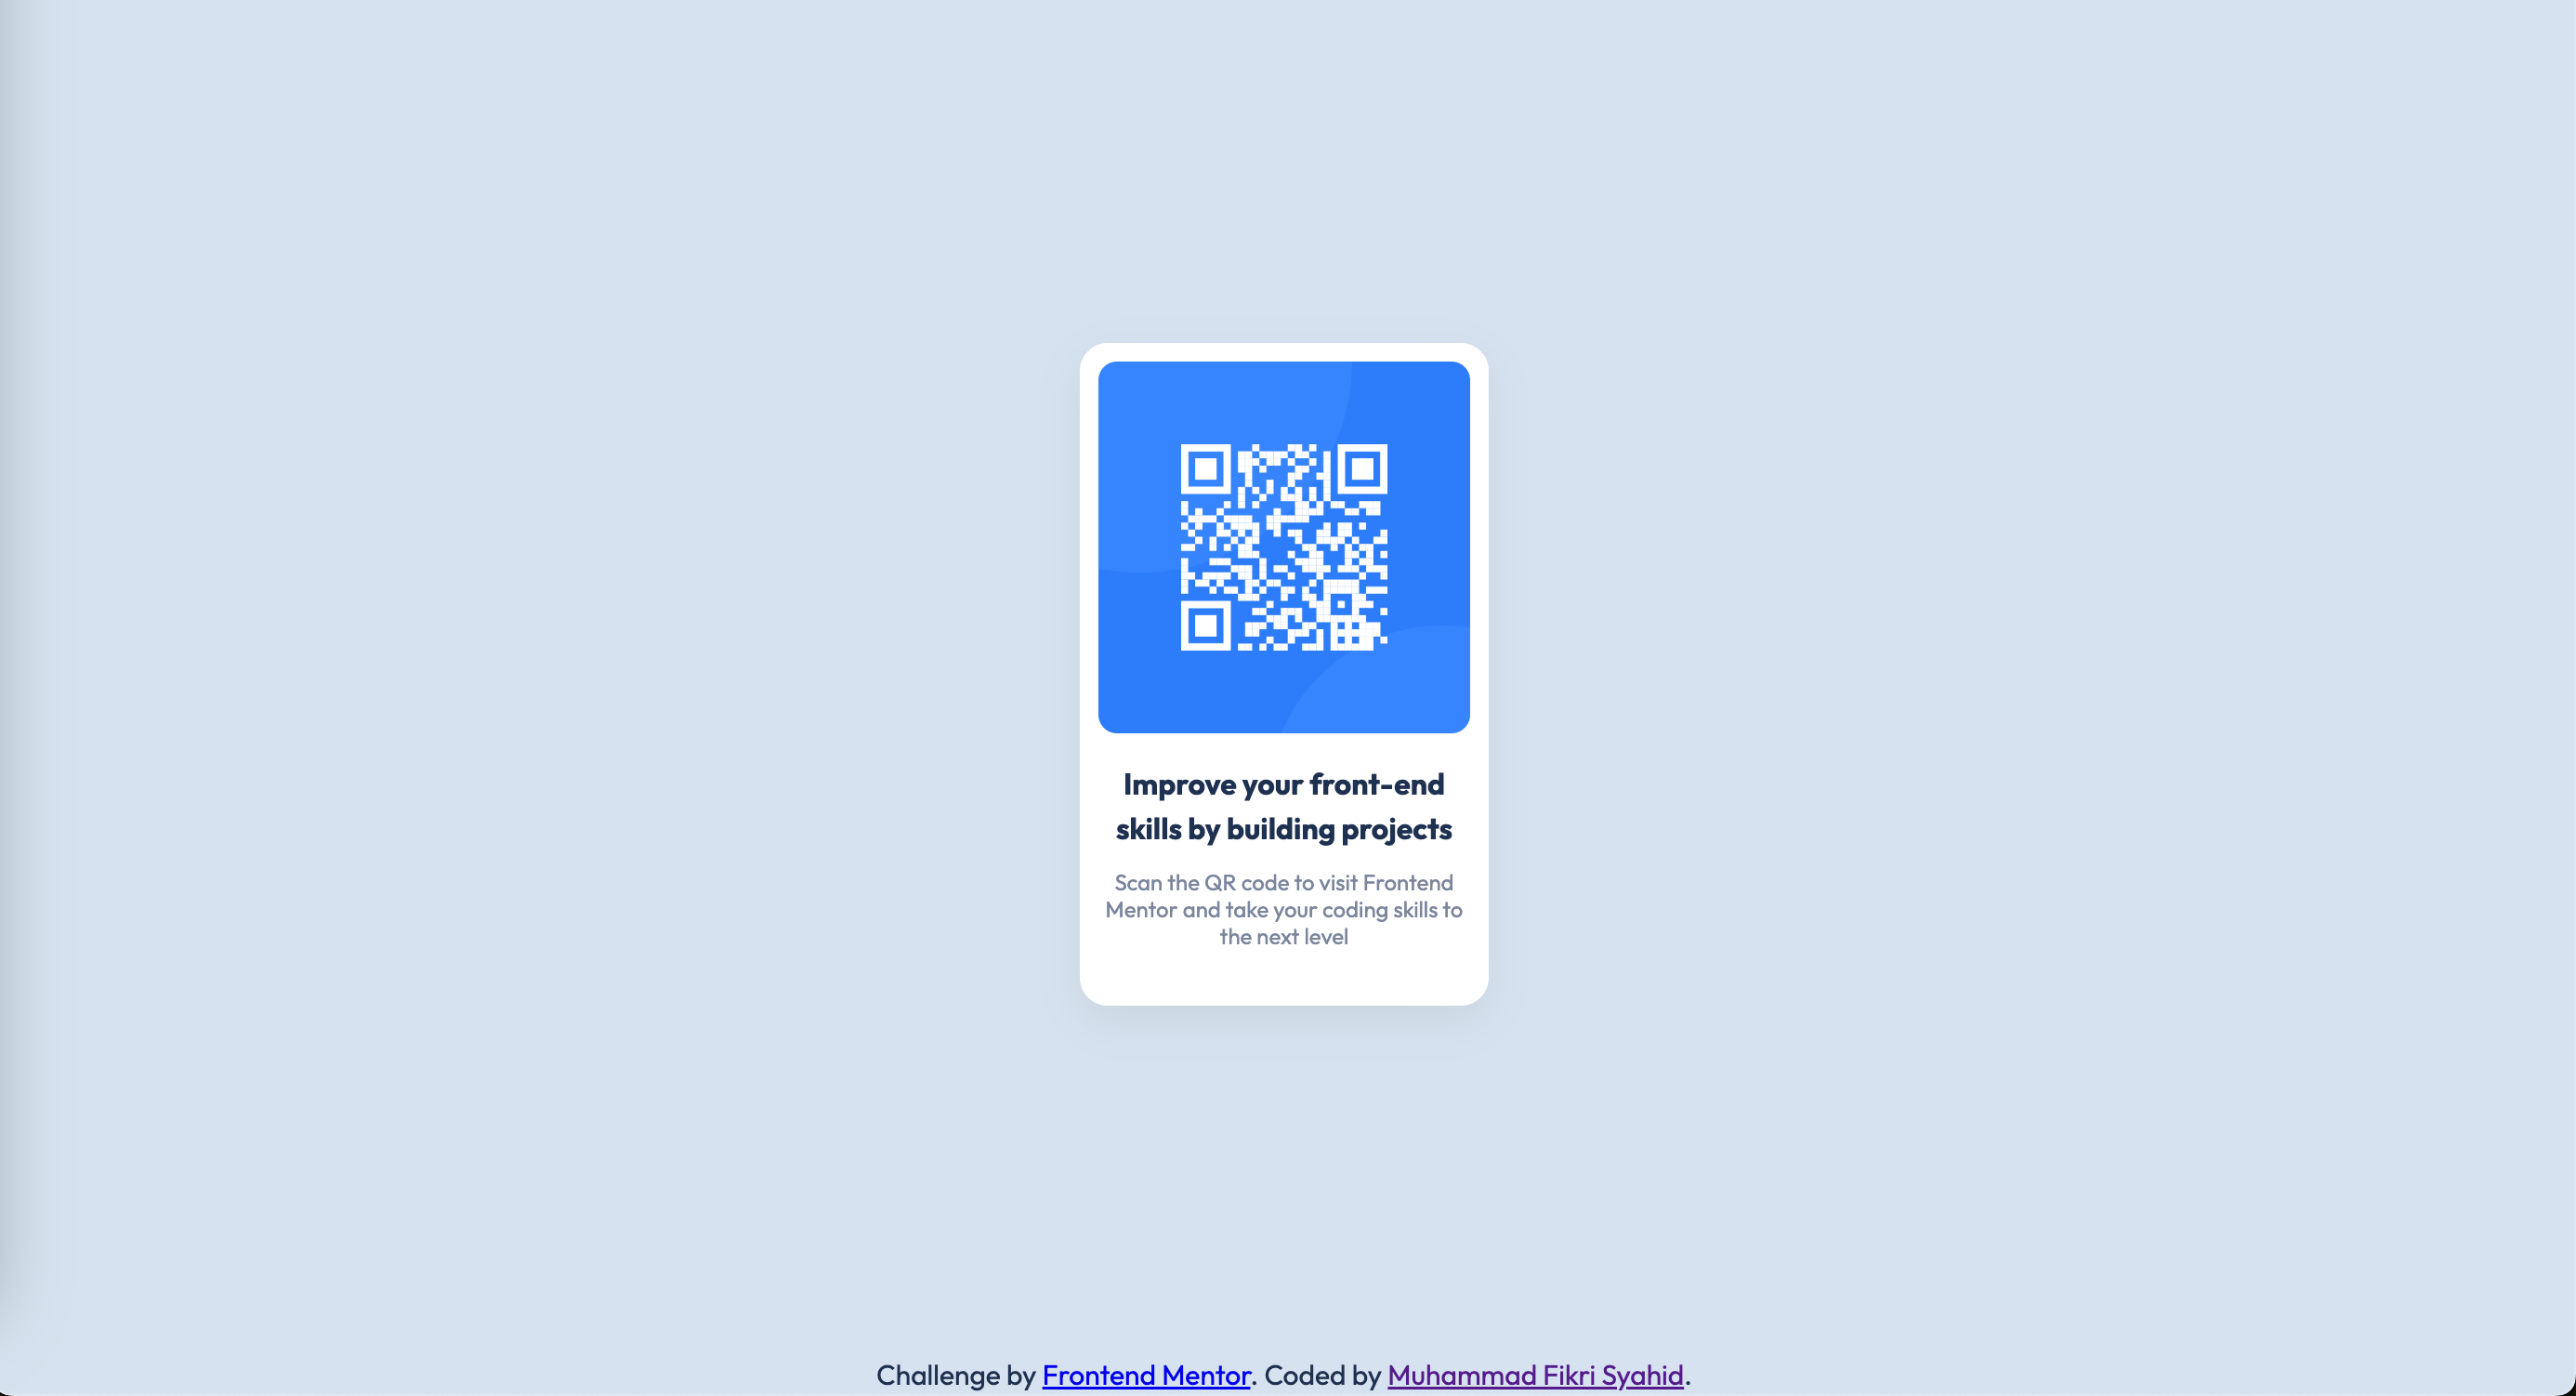 Improve your front-end
skills by building projects
Scan the QR code to visit Frontend
Mentor and take your coding skills to
the next level
Challenge by Frontend Mentor. Coded by Muhammad Fikri Syahid.